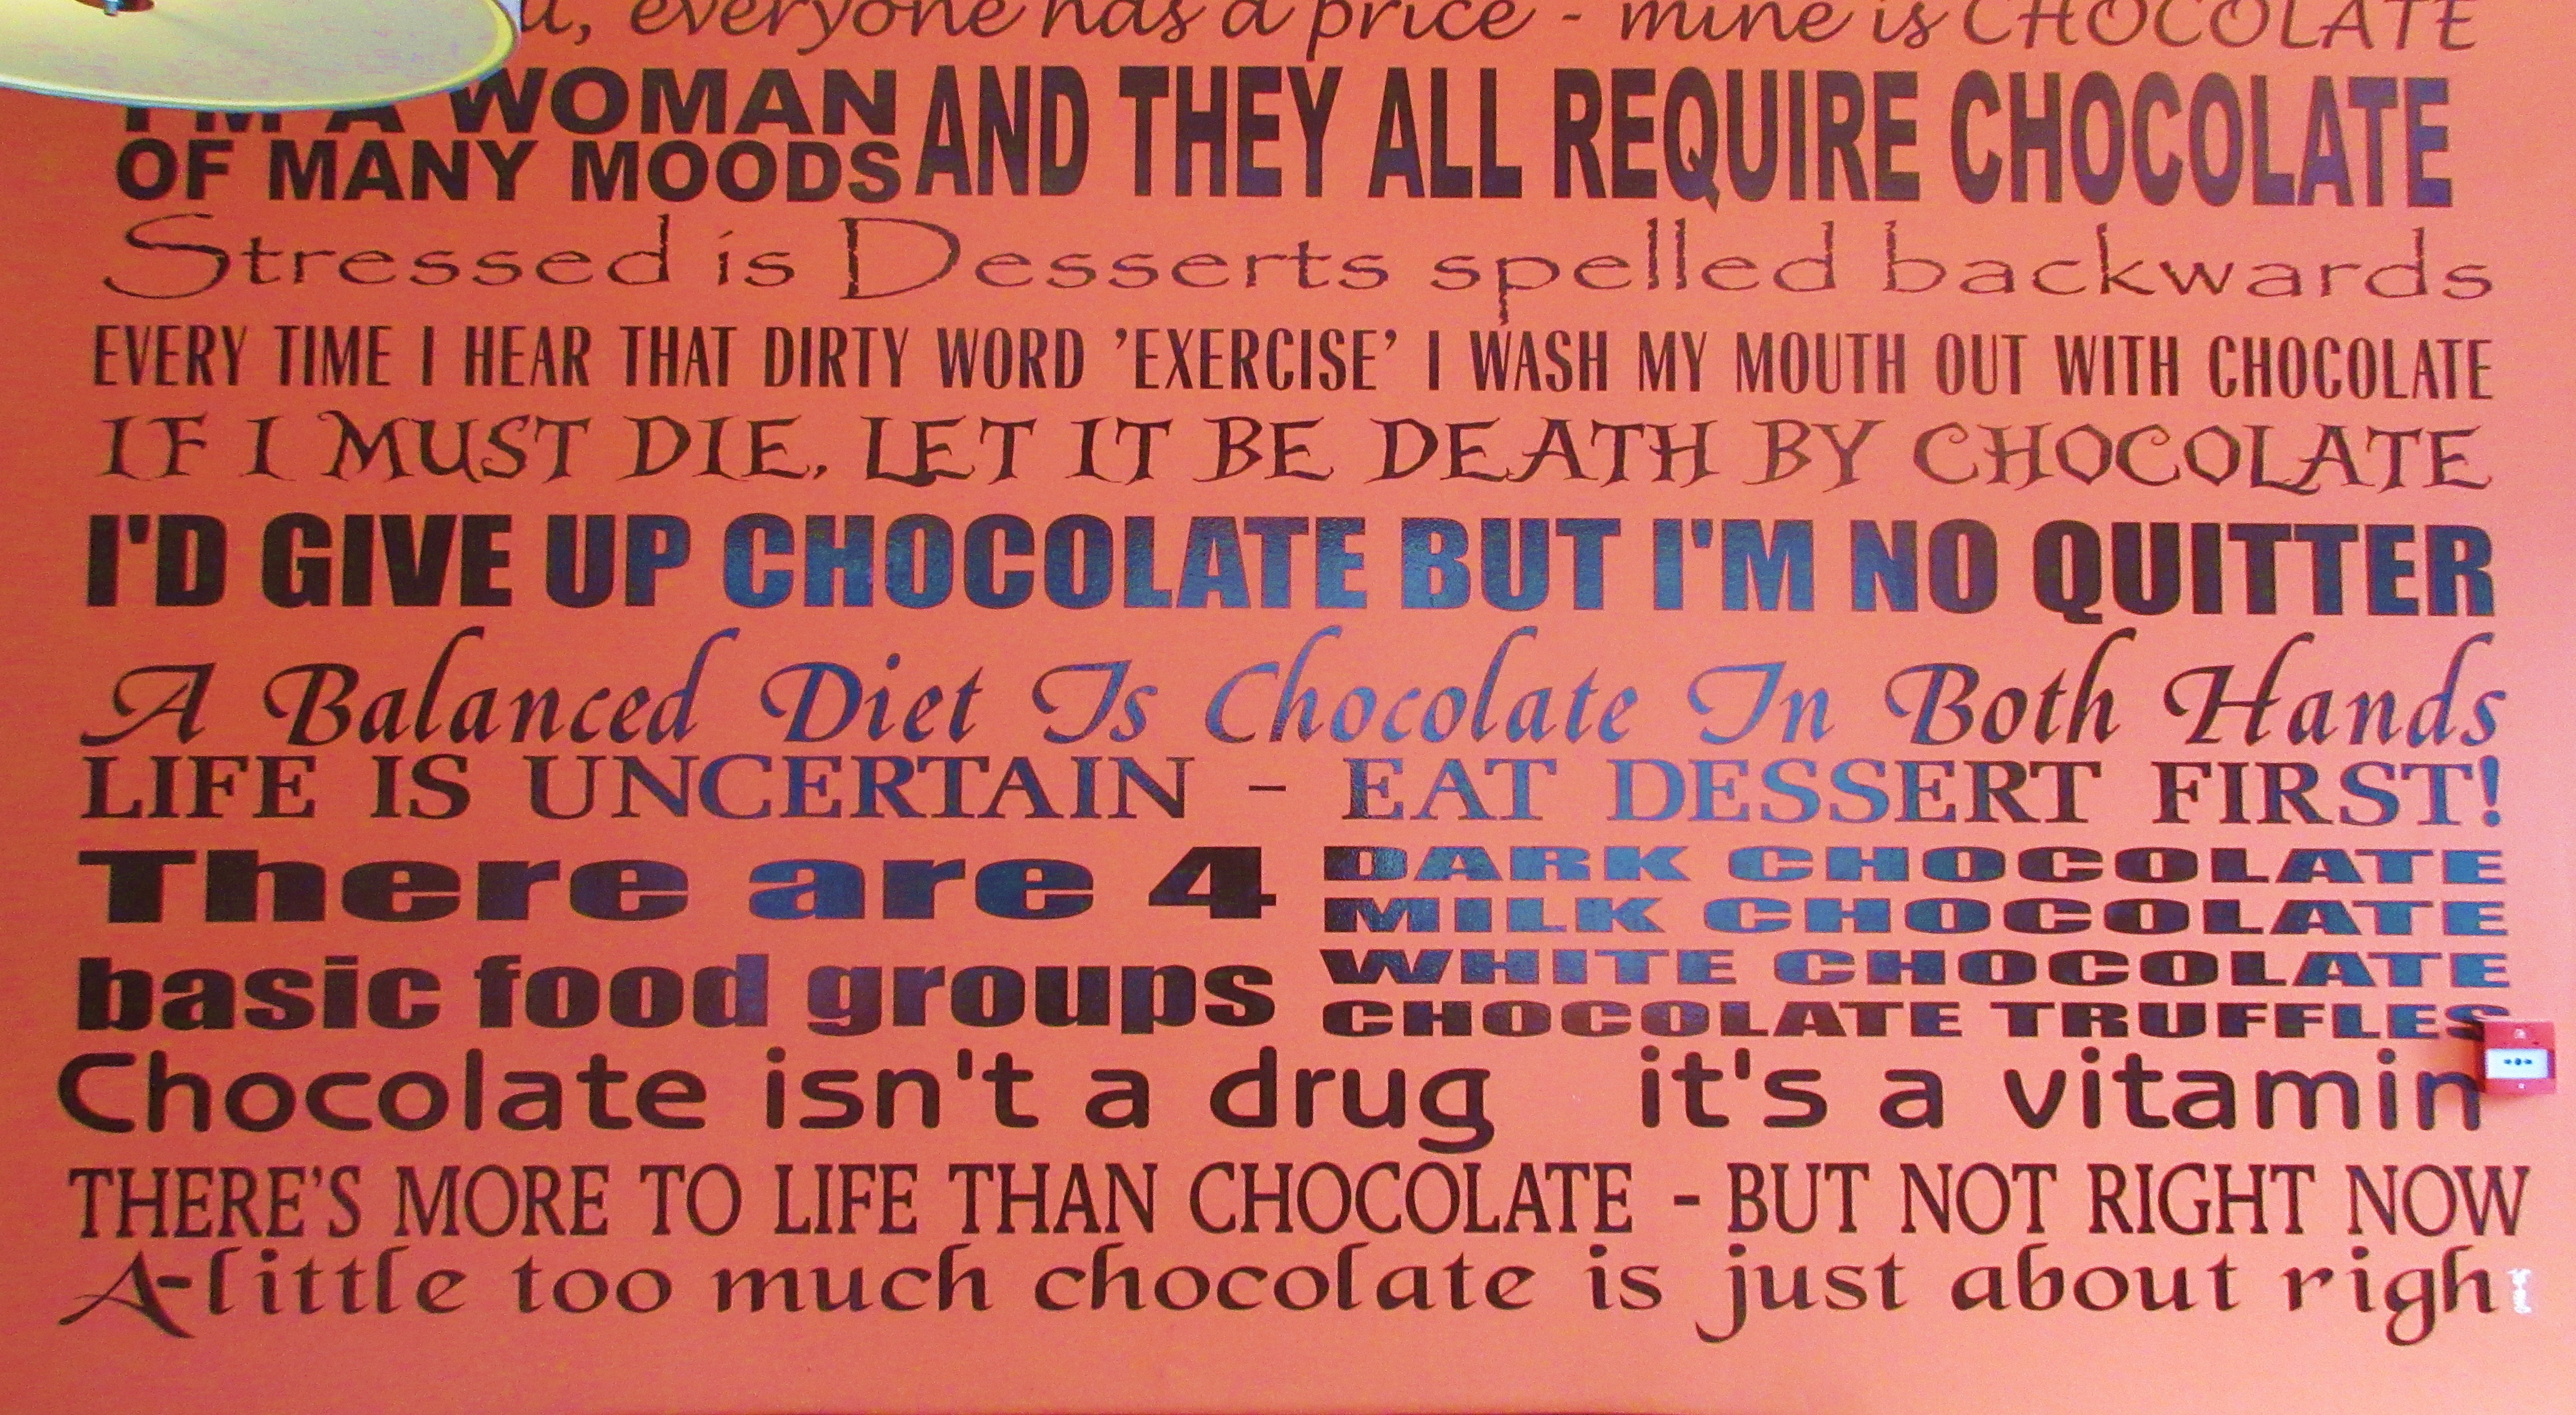 everyone has a price - mine is CHOCOLATE
I'M A WOMAN
OF MANY MOODS AND THEY ALL REQUIRE CHOCOLATE
Stressed is Desserts spelled backwards
EVERY TIME I HEAR THAT DIRTY WORD 'EXERCISE' I WASH MY MOUTH OUT WITH CHOCOLATE
IF I MUST DIE, LET IT BE DEATH BY CHOCOLATE
I'D GIVE UP CHOCOLATE BUT I'M NO QUITTER
A Balanced Diet Is Chocolate In Both Hands
LIFE IS UNCERTAIN - EAT DESSERT FIRST!
There are 4
basic food groups
DARK CHOCOLATE
MILK CHOCOLATE
WHITE CHOCOLATE
CHOCOLATE TRUFFLES
Chocolate isn't a drug it's a vitamin
THERE'S MORE TO LIFE THAN CHOCOLATE - BUT NOT RIGHT NOW
A little too much chocolate is just about right